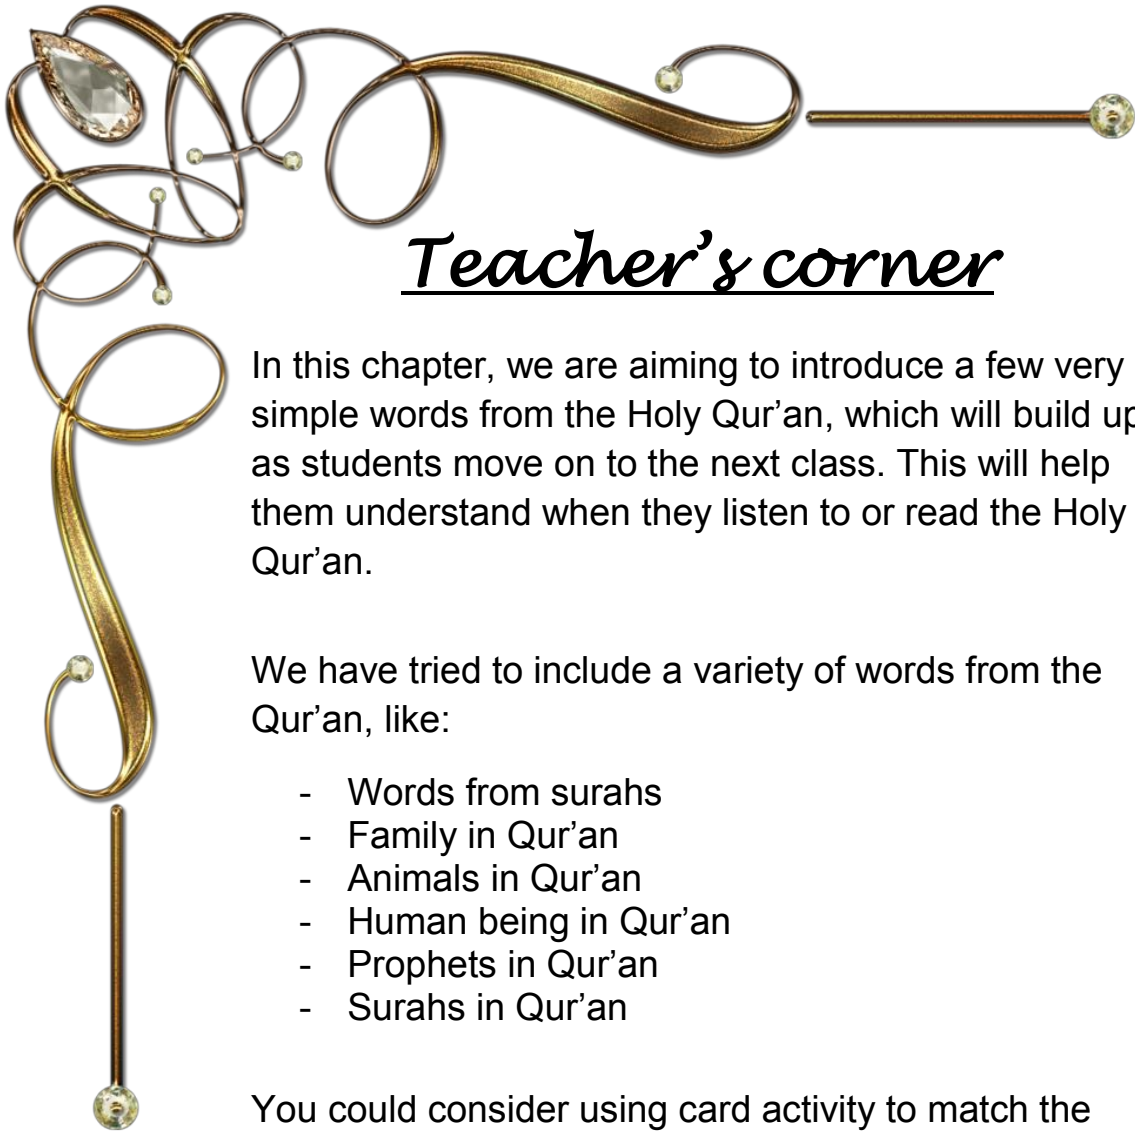 Teacher’s corner
In this chapter, we are aiming to introduce a few very
simple words from the Holy Qur’an, which will build up
as students move on to the next class. This will help
them understand when they listen to or read the Holy
Qur’an.
We have tried to include a variety of words from the
Qur’an, like:
- Words from surahs
- Family in Qur’an
- Animals in Qur’an
- Human being in Qur’an
- Prophets in Qur’an
- Surahs in Qur’an
You could consider using card activity to match the